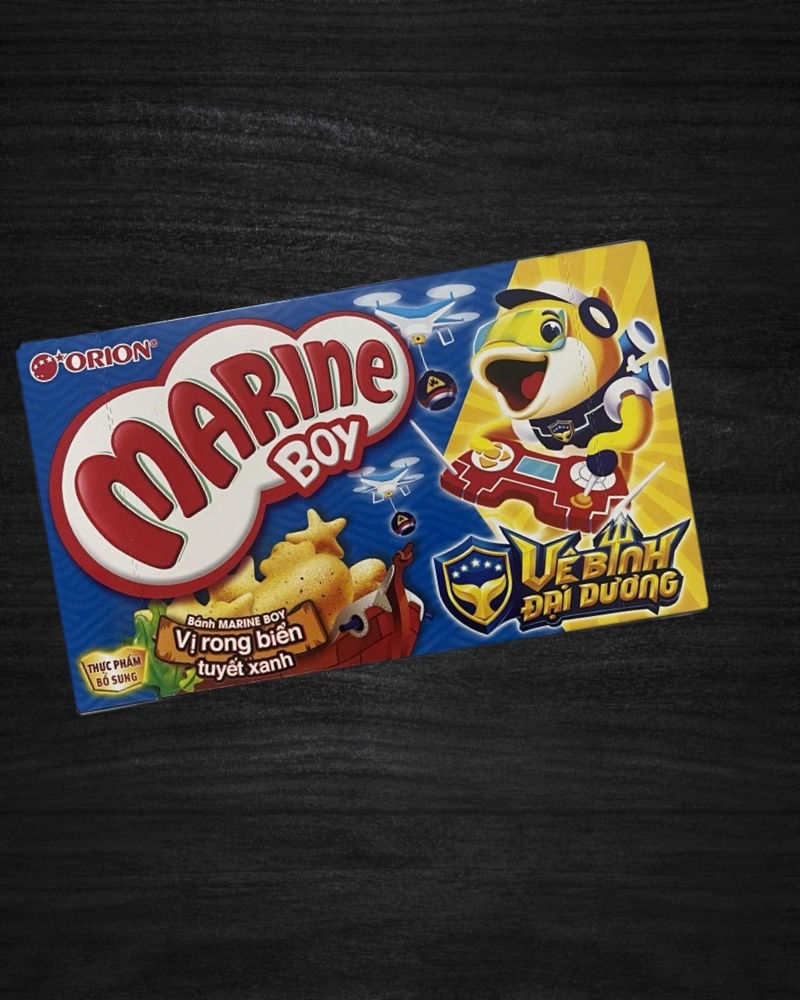 ORION®
MARINE
BOY
VỆ BINH
ĐẠI DƯƠNG
Bánh MARINE BOY
Vị rong biển
tuyết xanh
THỰC PHẨM
BỔ SUNG